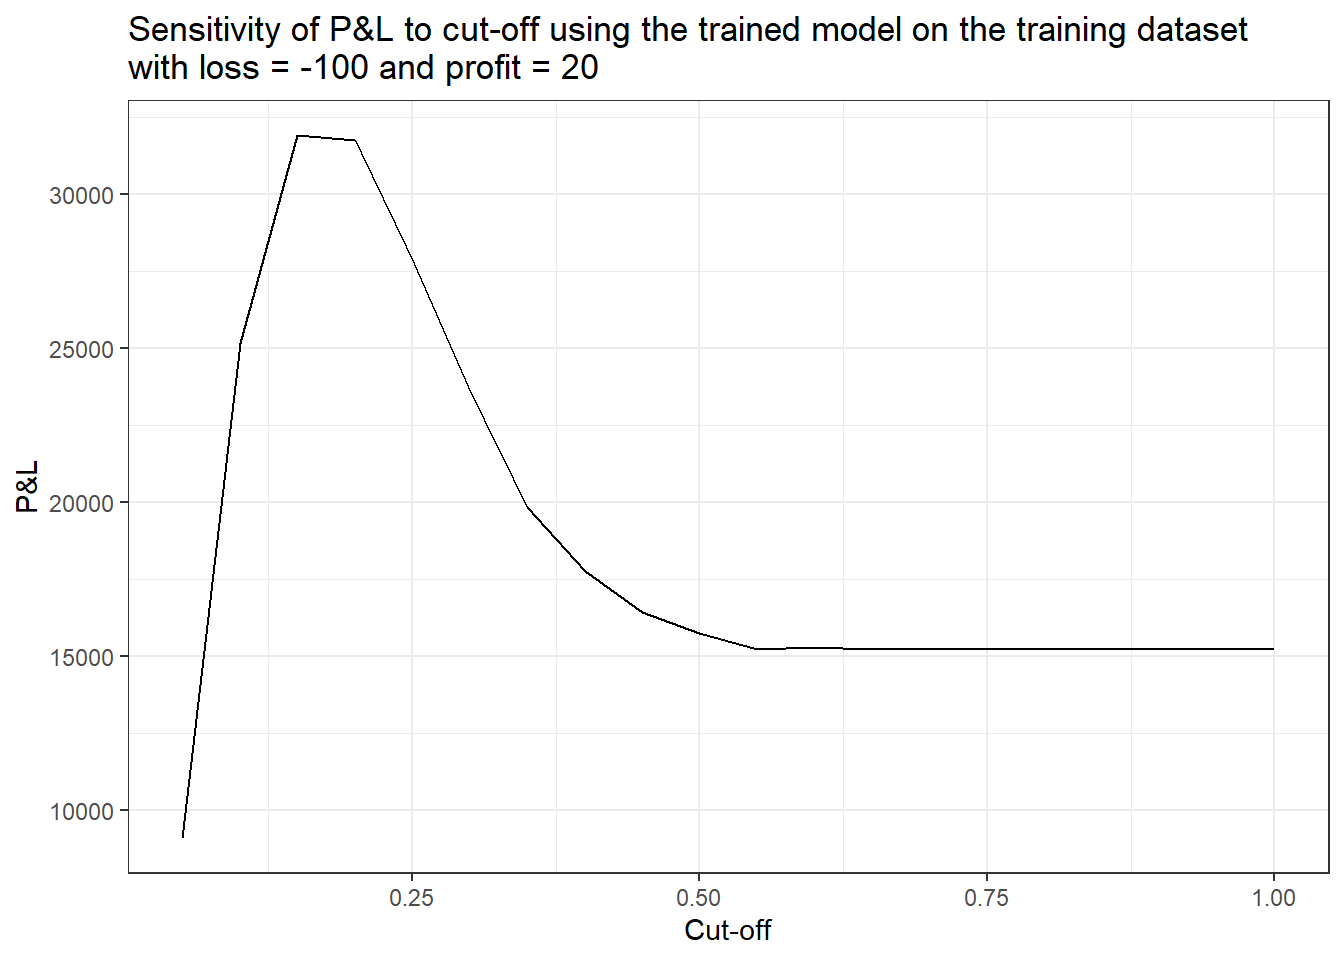 Sensitivity of P&L to cut-off using the trained model on the training dataset
with loss = -100 and profit = 20
30000
25000
20000
15000
10000
P&L
0.25
0.50
0.75
1.00
Cut-off